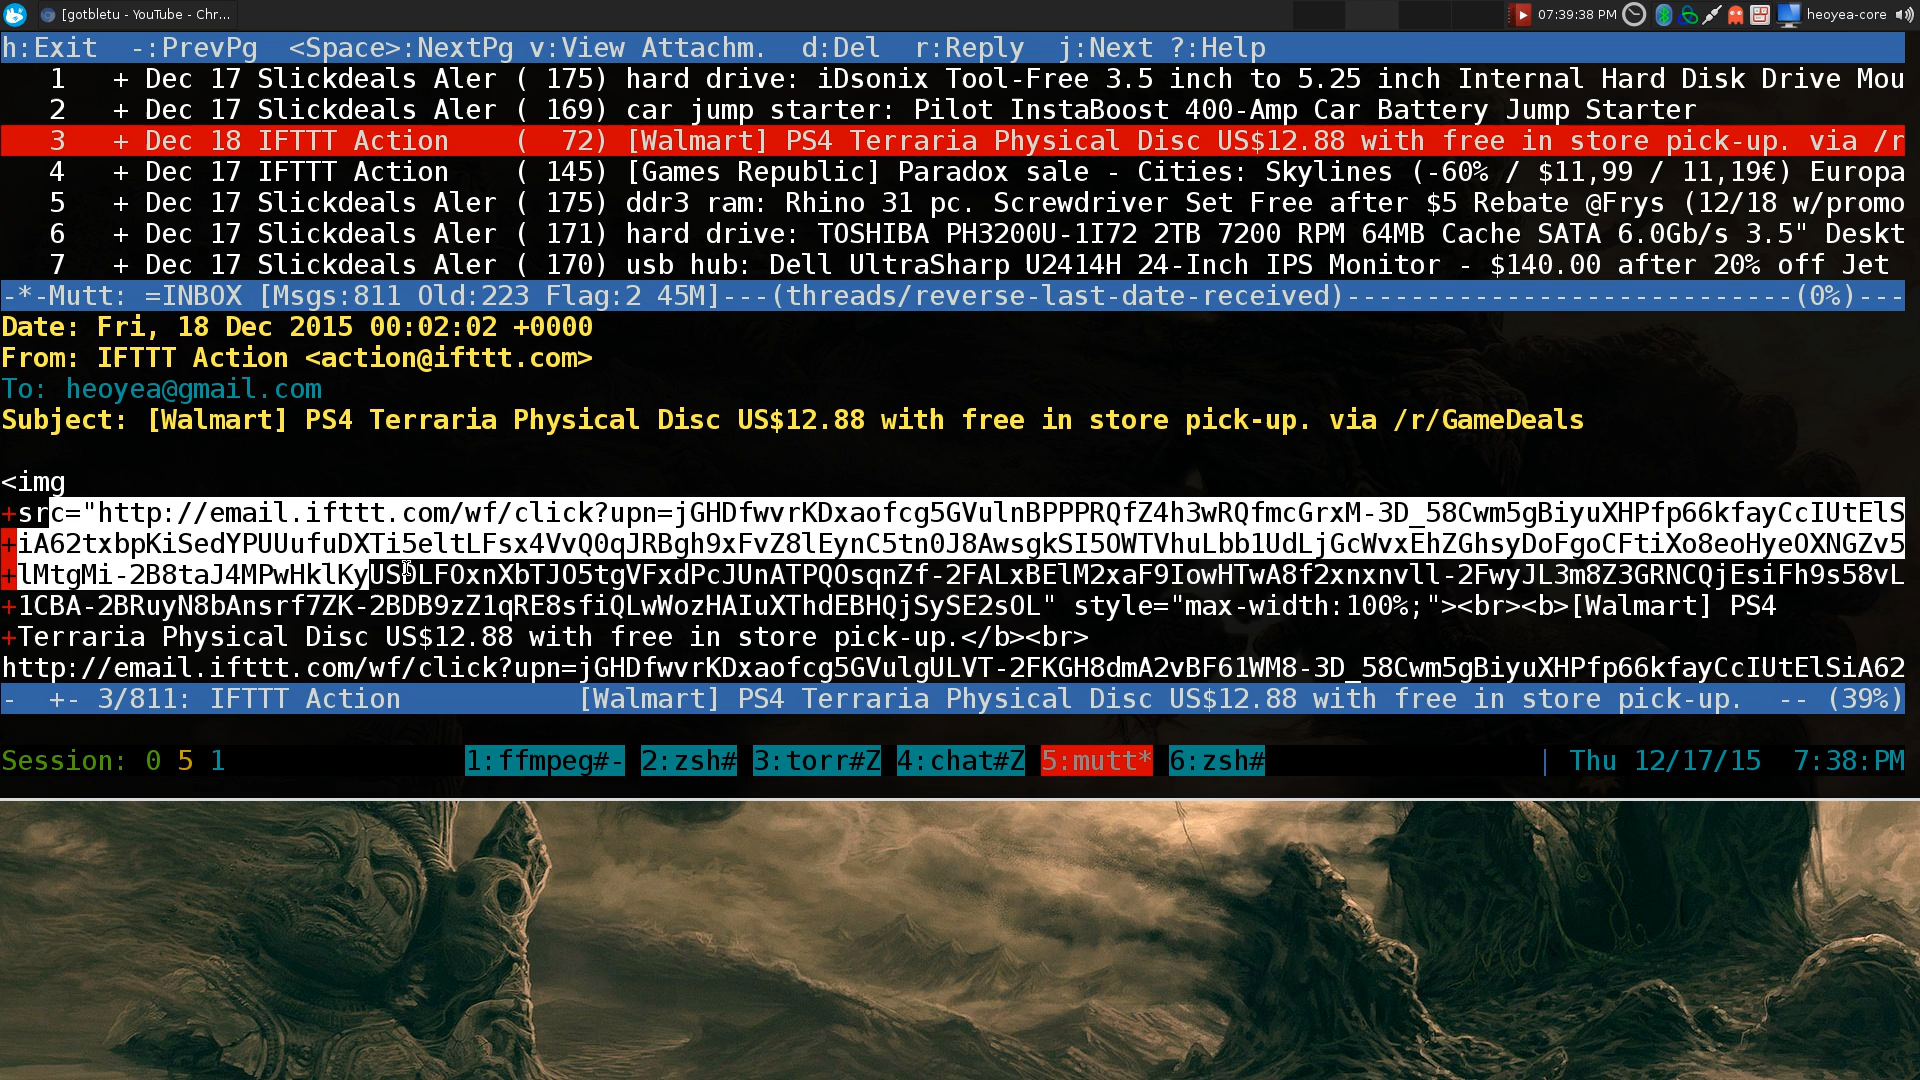 [gotbletu - YouTube - Chr...
07:39:38 PM
heoyea-core
h:Exit  -:PrevPg  <Space>:NextPg v:View Attachm.  d:Del  r:Reply  j:Next ?:Help
1   + Dec 17 Slickdeals Aler ( 175) hard drive: iDsonix Tool-Free 3.5 inch to 5.25 inch Internal Hard Disk Drive Mou
2   + Dec 17 Slickdeals Aler ( 169) car jump starter: Pilot InstaBoost 400-Amp Car Battery Jump Starter
3   + Dec 18 IFTTT Action    (  72) [Walmart] PS4 Terraria Physical Disc US$12.88 with free in store pick-up. via /r
4   + Dec 17 IFTTT Action    ( 145) [Games Republic] Paradox sale - Cities: Skylines (-60% / $11,99 / 11,19€) Europa
5   + Dec 17 Slickdeals Aler ( 175) ddr3 ram: Rhino 31 pc. Screwdriver Set Free after $5 Rebate @Frys (12/18 w/promo
6   + Dec 17 Slickdeals Aler ( 171) hard drive: TOSHIBA PH3200U-1I72 2TB 7200 RPM 64MB Cache SATA 6.0Gb/s 3.5" Deskt
7   + Dec 17 Slickdeals Aler ( 170) usb hub: Dell UltraSharp U2414H 24-Inch IPS Monitor - $140.00 after 20% off Jet
-*-Mutt: =INBOX [Msgs:811 Old:223 Flag:2 45M]---(threads/reverse-last-date-received)----------------------------(0%)---
Date: Fri, 18 Dec 2015 00:02:02 +0000
From: IFTTT Action <action@ifttt.com>
To: heoyea@gmail.com
Subject: [Walmart] PS4 Terraria Physical Disc US$12.88 with free in store pick-up. via /r/GameDeals
<img
+src="http://email.ifttt.com/wf/click?upn=jGHDfwvrKDxaofcg5GVulnBPPPRQfZ4h3wRQfmcGrxM-3D_58Cwm5gBiyuXHPfp66kfayCcIUtElS
+iA62txbpKiSedYPUUufuDXTi5eltLFsx4VvQ0qJRBgh9xFvZ8lEynC5tn0J8AwsgkSI5OWTVhuLbb1UdLjGcWvxEhZGhsyDoFgoCFtiXo8eoHyeOXNGZv5
+lMtgMi-2B8taJ4MPwHklKyUSDLFOxnXbTJO5tgVFxdPcJUnATPQOsqnZf-2FALxBElM2xaF9IowHTwA8f2xnxnvll-2FwyJL3m8Z3GRNCQjEsiFh9s58vL
+1CBA-2BRuyN8bAnsrf7ZK-2BDB9zZ1qRE8sfiQLwWozHAIuXThdEBHQjSySE2sOL" style="max-width:100%;"><br><b>[Walmart] PS4
+Terraria Physical Disc US$12.88 with free in store pick-up.</b><br>
http://email.ifttt.com/wf/click?upn=jGHDfwvrKDxaofcg5GVulgULVT-2FKGH8dmA2vBF61WM8-3D_58Cwm5gBiyuXHPfp66kfayCcIUtElSiA62
-  +- 3/811: IFTTT Action           [Walmart] PS4 Terraria Physical Disc US$12.88 with free in store pick-up.  -- (39%)
Session: 0 5 1   1:ffmpeg#- 2:zsh# 3:torr#Z 4:chat#Z 5:mutt* 6:zsh#   | Thu 12/17/15  7:38:PM